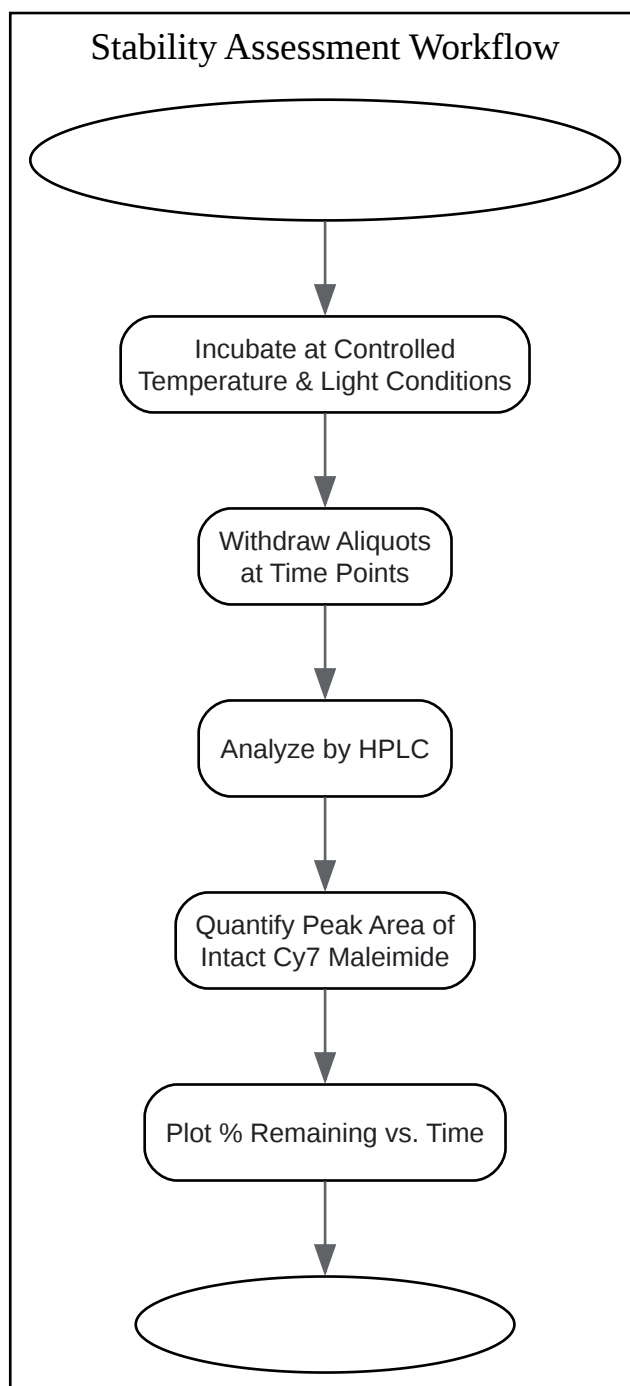 Stability Assessment Workflow
Incubate at Controlled
Temperature & Light Conditions
Withdraw Aliquots
at Time Points
Analyze by HPLC
Quantify Peak Area of
Intact Cy7 Maleimide
Plot % Remaining vs. Time